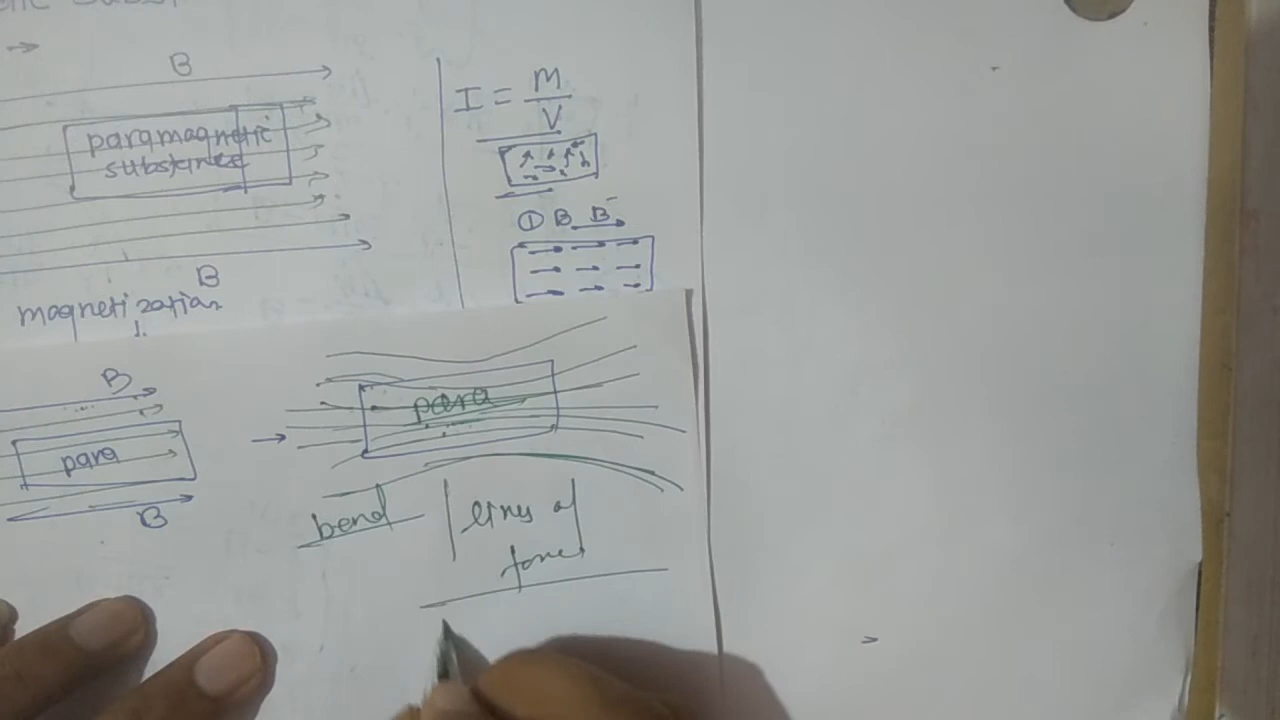 B
paramagnetic
substance
B
magnetization
I = M
V
① B B
B
para
B
para
bend
lines of
force